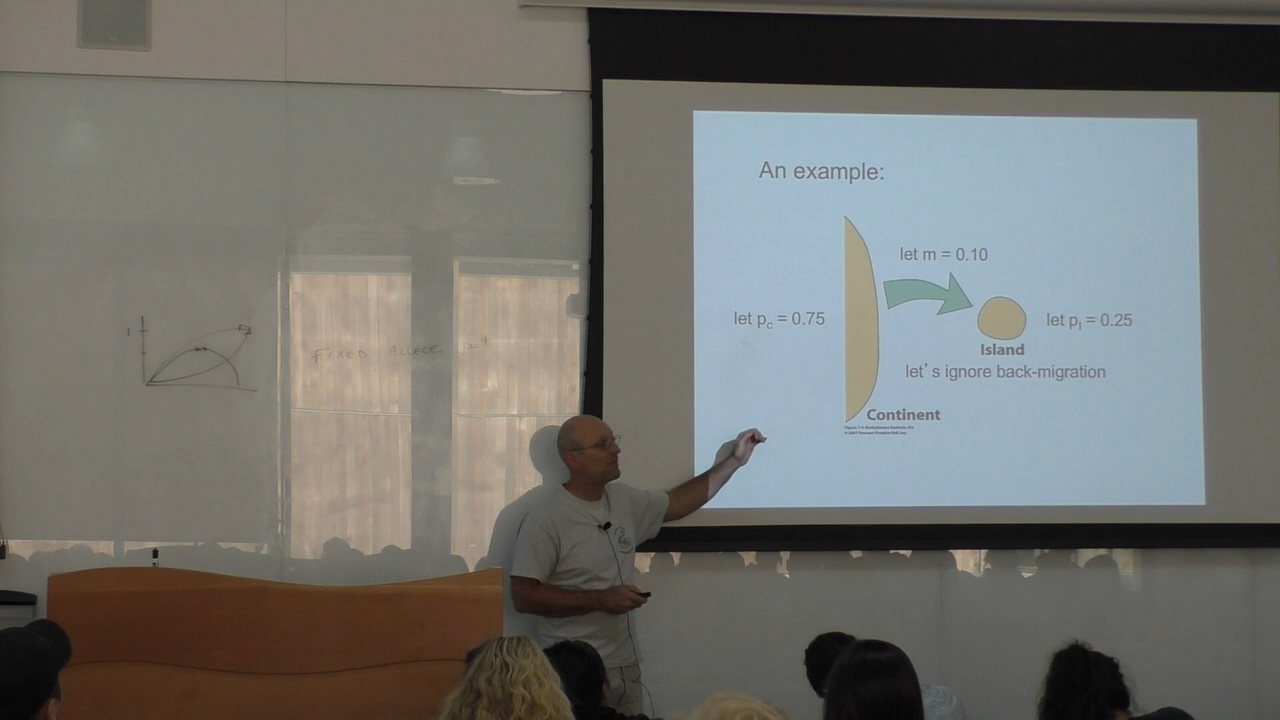 An example:
let m = 0.10
let pc = 0.75
let pI = 0.25
Island
let's ignore back-migration
Continent
1
FIXED ALLELE